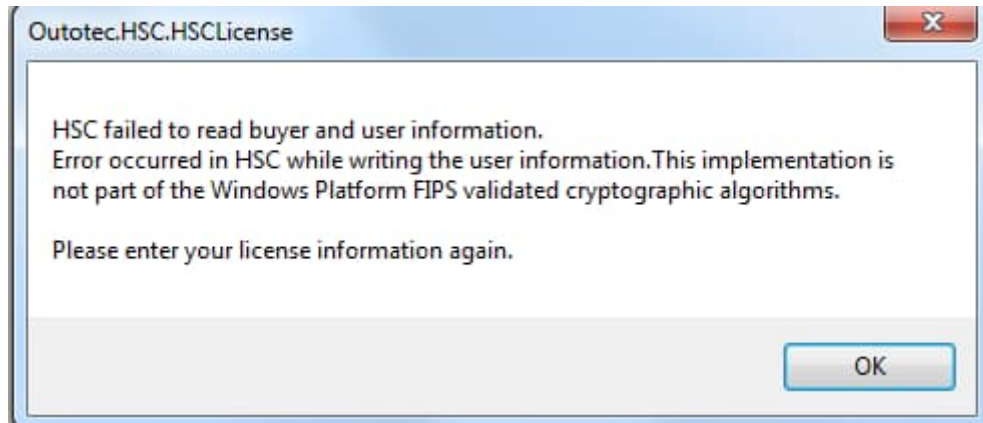 Outotec.HSC.HSCLicense
HSC failed to read buyer and user information.
Error occurred in HSC while writing the user information.This implementation is
not part of the Windows Platform FIPS validated cryptographic algorithms.
Please enter your license information again.
OK